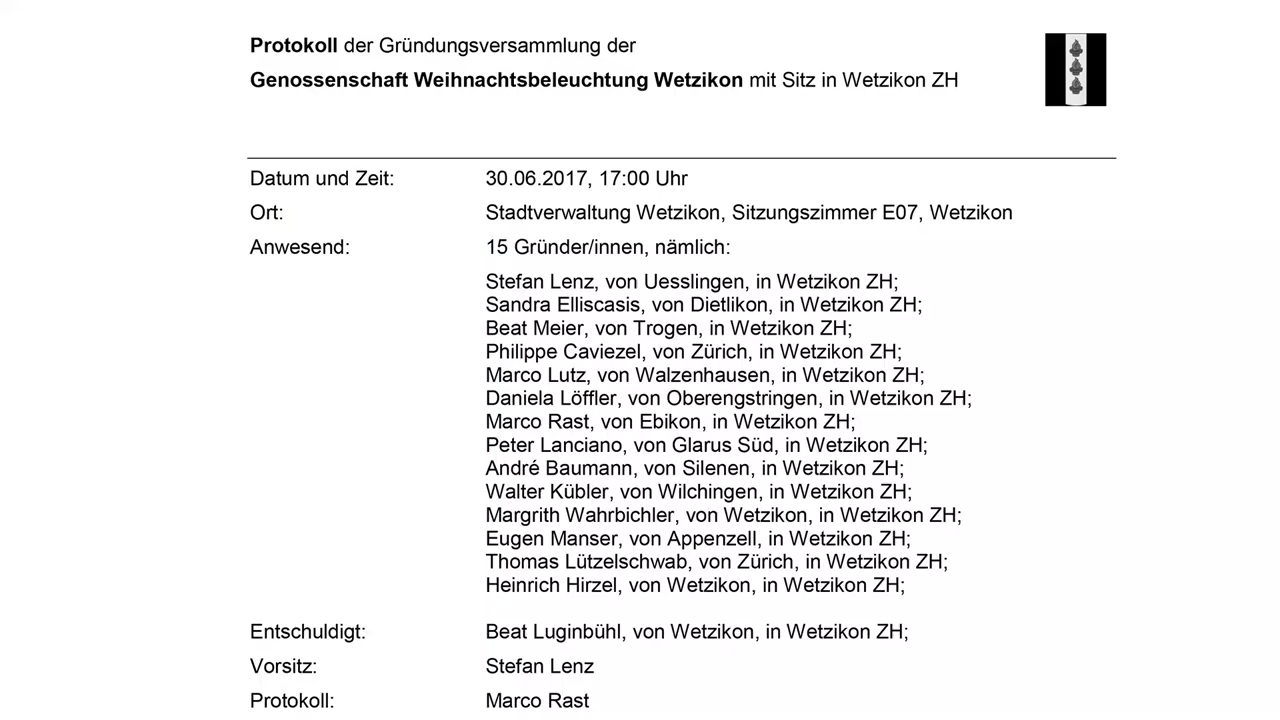 Protokoll der Gründungsversammlung der
Genossenschaft Weihnachtsbeleuchtung Wetzikon mit Sitz in Wetzikon ZH
Datum und Zeit: 30.06.2017, 17:00 Uhr
Ort: Stadtverwaltung Wetzikon, Sitzungszimmer E07, Wetzikon
Anwesend: 15 Gründer/innen, nämlich:
Stefan Lenz, von Uesslingen, in Wetzikon ZH;
Sandra Elliscasis, von Dietlikon, in Wetzikon ZH;
Beat Meier, von Trogen, in Wetzikon ZH;
Philippe Caviezel, von Zürich, in Wetzikon ZH;
Marco Lutz, von Walzenhausen, in Wetzikon ZH;
Daniela Löffler, von Oberengstringen, in Wetzikon ZH;
Marco Rast, von Ebikon, in Wetzikon ZH;
Peter Lanciano, von Glarus Süd, in Wetzikon ZH;
André Baumann, von Silenen, in Wetzikon ZH;
Walter Kübler, von Wilchingen, in Wetzikon ZH;
Margrith Wahrbichler, von Wetzikon, in Wetzikon ZH;
Eugen Manser, von Appenzell, in Wetzikon ZH;
Thomas Lützelschwab, von Zürich, in Wetzikon ZH;
Heinrich Hirzel, von Wetzikon, in Wetzikon ZH;
Entschuldigt: Beat Luginbühl, von Wetzikon, in Wetzikon ZH;
Vorsitz: Stefan Lenz
Protokoll: Marco Rast